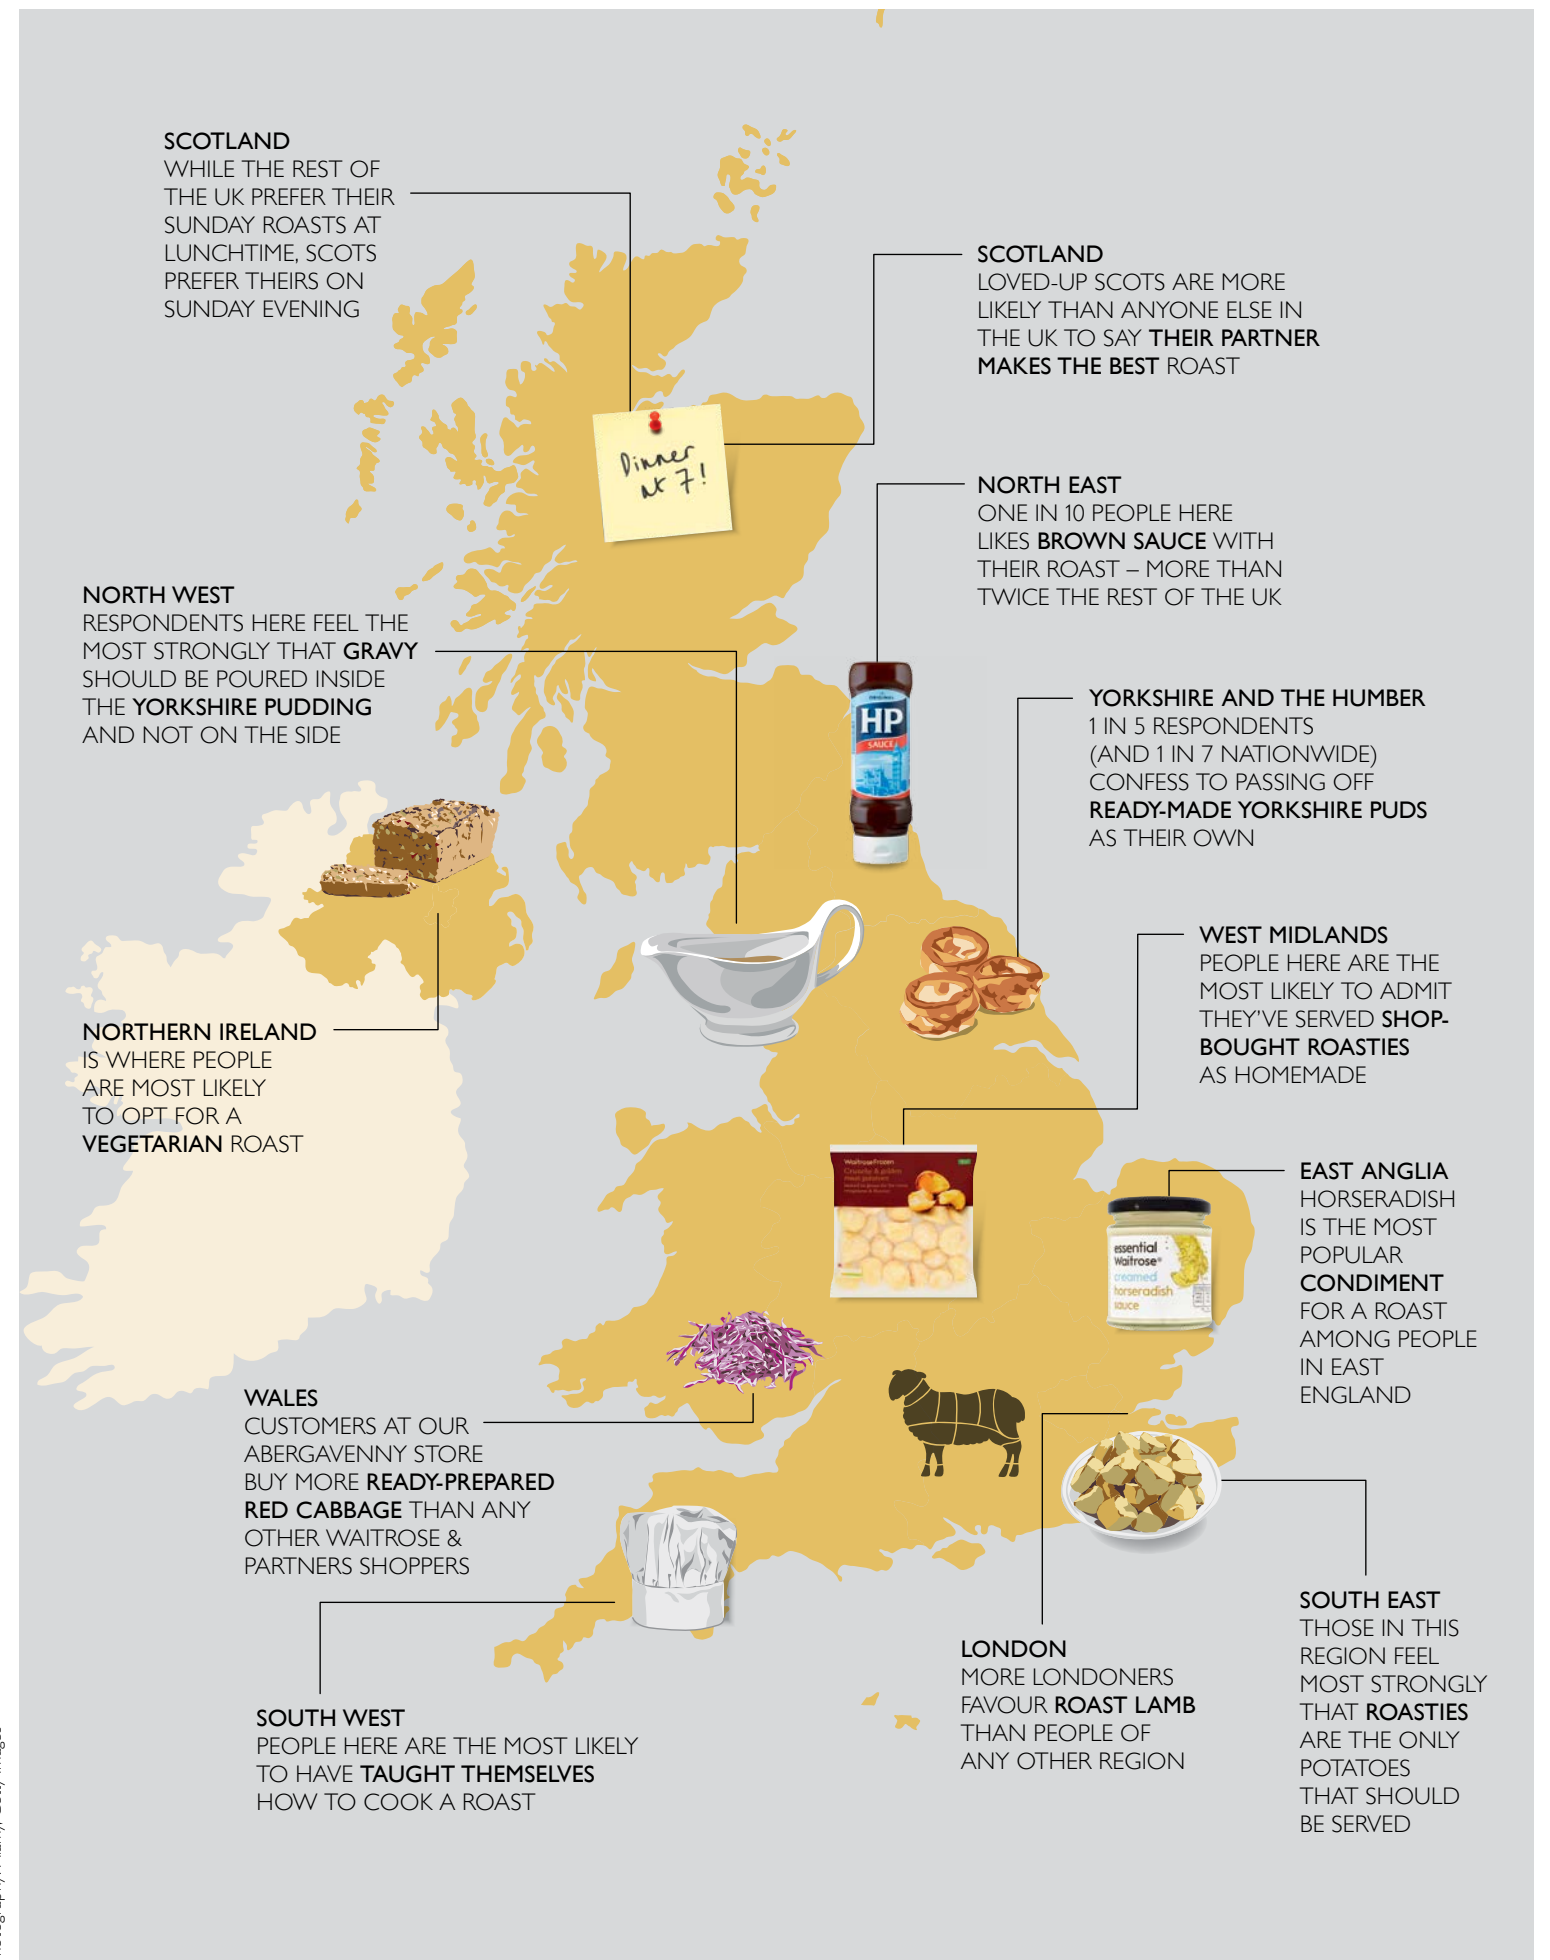 SCOTLAND
WHILE THE REST OF
THE UK PREFER THEIR
SUNDAY ROASTS AT
LUNCHTIME, SCOTS
PREFER THEIRS ON
SUNDAY EVENING
SCOTLAND
LOVED-UP SCOTS ARE MORE
LIKELY THAN ANYONE ELSE IN
THE UK TO SAY THEIR PARTNER
MAKES THE BEST ROAST
Dinner
at 7!
NORTH EAST
ONE IN 10 PEOPLE HERE
LIKES BROWN SAUCE WITH
THEIR ROAST – MORE THAN
TWICE THE REST OF THE UK
NORTH WEST
RESPONDENTS HERE FEEL THE
MOST STRONGLY THAT GRAVY
SHOULD BE POURED INSIDE
THE YORKSHIRE PUDDING
AND NOT ON THE SIDE
ORIGINAL
HP
SAUCE
YORKSHIRE AND THE HUMBER
1 IN 5 RESPONDENTS
(AND 1 IN 7 NATIONWIDE)
CONFESS TO PASSING OFF
READY-MADE YORKSHIRE PUDS
AS THEIR OWN
WEST MIDLANDS
PEOPLE HERE ARE THE
MOST LIKELY TO ADMIT
THEY'VE SERVED SHOP-
BOUGHT ROASTIES
AS HOMEMADE
NORTHERN IRELAND
IS WHERE PEOPLE
ARE MOST LIKELY
TO OPT FOR A
VEGETARIAN ROAST
Waitrose Frozen
Crunchy & golden
roast potatoes
EAST ANGLIA
HORSERADISH
IS THE MOST
POPULAR
CONDIMENT
FOR A ROAST
AMONG PEOPLE
IN EAST
ENGLAND
essential
Waitrose
creamed
horseradish
sauce
WALES
CUSTOMERS AT OUR
ABERGAVENNY STORE
BUY MORE READY-PREPARED
RED CABBAGE THAN ANY
OTHER WAITROSE &
PARTNERS SHOPPERS
SOUTH EAST
THOSE IN THIS
REGION FEEL
MOST STRONGLY
THAT ROASTIES
ARE THE ONLY
POTATOES
THAT SHOULD
BE SERVED
LONDON
MORE LONDONERS
FAVOUR ROAST LAMB
THAN PEOPLE OF
ANY OTHER REGION
SOUTH WEST
PEOPLE HERE ARE THE MOST LIKELY
TO HAVE TAUGHT THEMSELVES
HOW TO COOK A ROAST